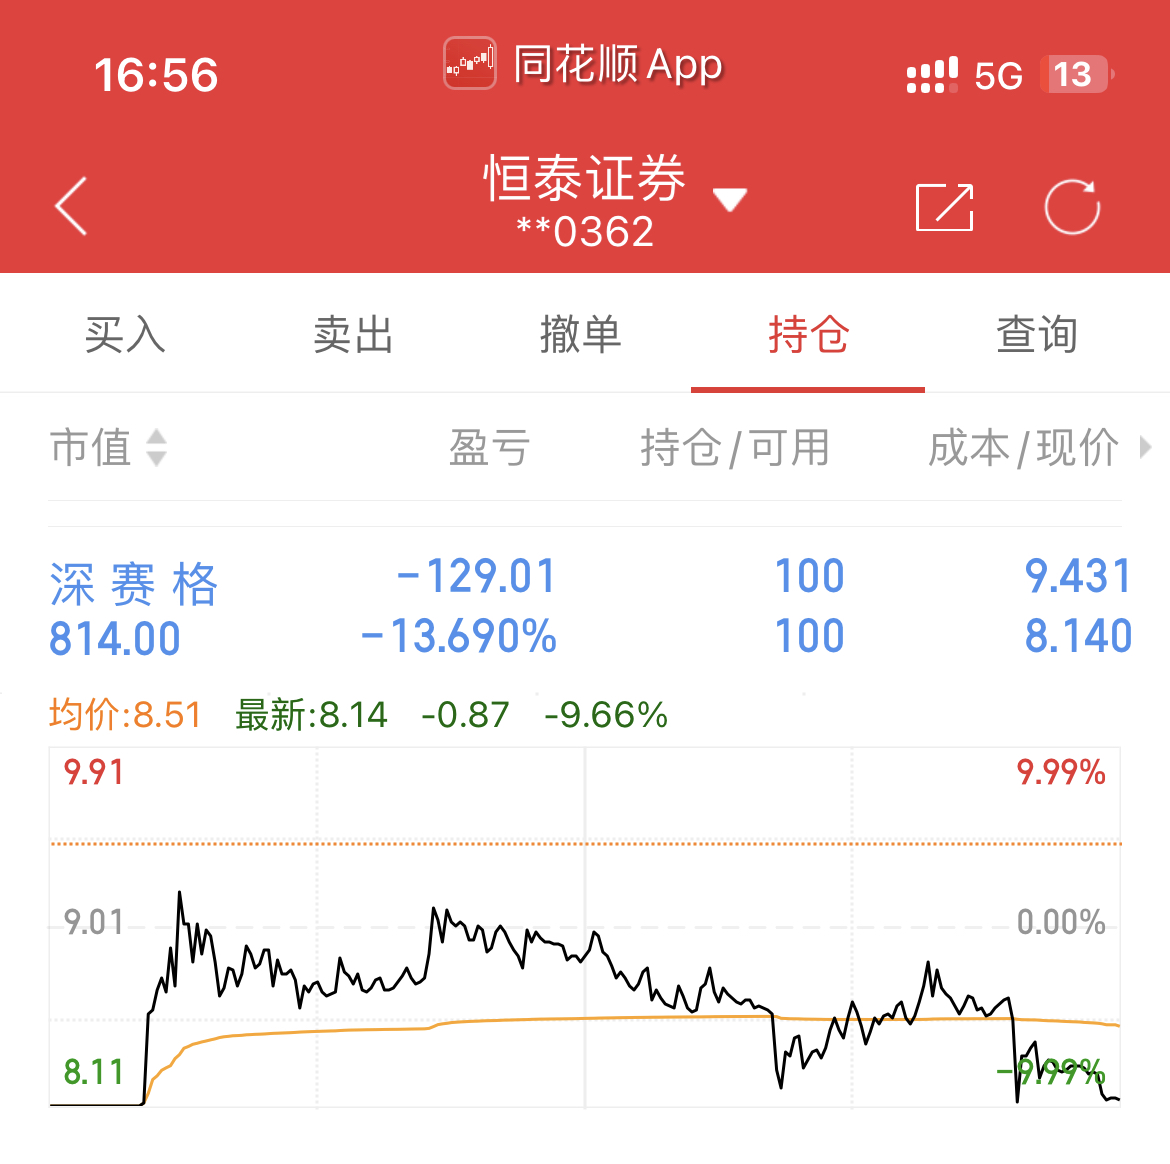 16:56
同花顺App
5G
13
恒泰证券
**0362
买入 卖出 撤单 持仓 查询
市值 盈亏 持仓/可用 成本/现价
深赛格 -129.01 100 9.431
814.00 -13.690% 100 8.140
均价:8.51 最新:8.14 -0.87 -9.66%
9.91 9.99%
9.01 0.00%
8.11 -9.99%